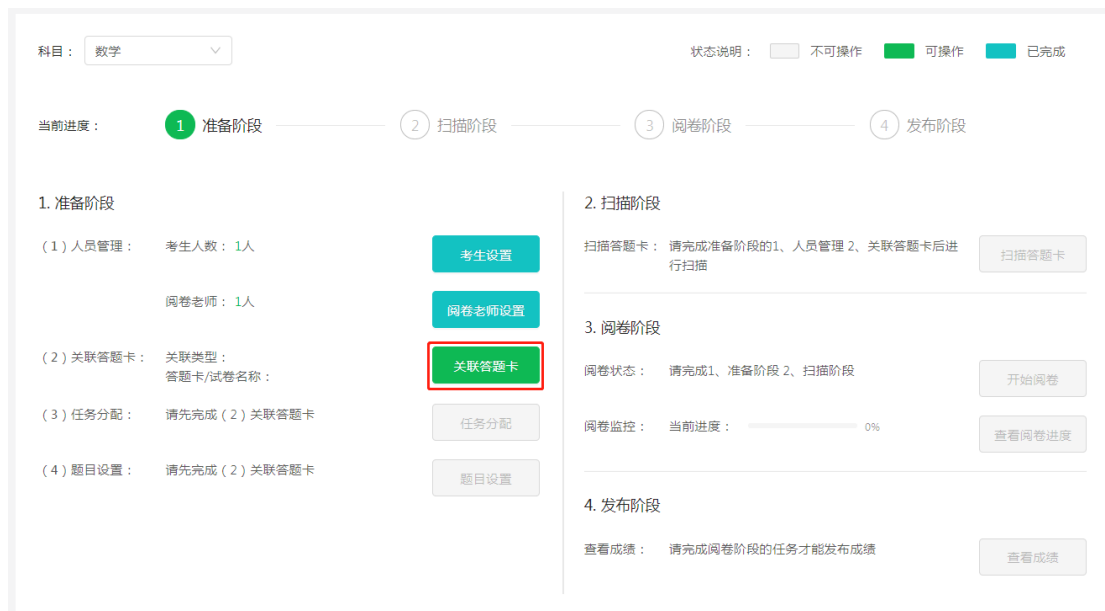 科目： 数学 状态说明： 不可操作 可操作 已完成
当前进度： 1 准备阶段 2 扫描阶段 3 阅卷阶段 4 发布阶段
1. 准备阶段
（1）人员管理： 考生人数：1人 考生设置
阅卷老师：1人 阅卷老师设置
（2）关联答题卡： 关联类型：
答题卡/试卷名称：
关联答题卡
（3）任务分配： 请先完成（2）关联答题卡 任务分配
（4）题目设置： 请先完成（2）关联答题卡 题目设置
2. 扫描阶段
扫描答题卡： 请完成准备阶段的1、人员管理 2、关联答题卡后进
行扫描
扫描答题卡
3. 阅卷阶段
阅卷状态： 请完成1、准备阶段 2、扫描阶段 开始阅卷
阅卷监控： 当前进度： 0% 查看阅卷进度
4. 发布阶段
查看成绩： 请完成阅卷阶段的任务才能发布成绩 查看成绩